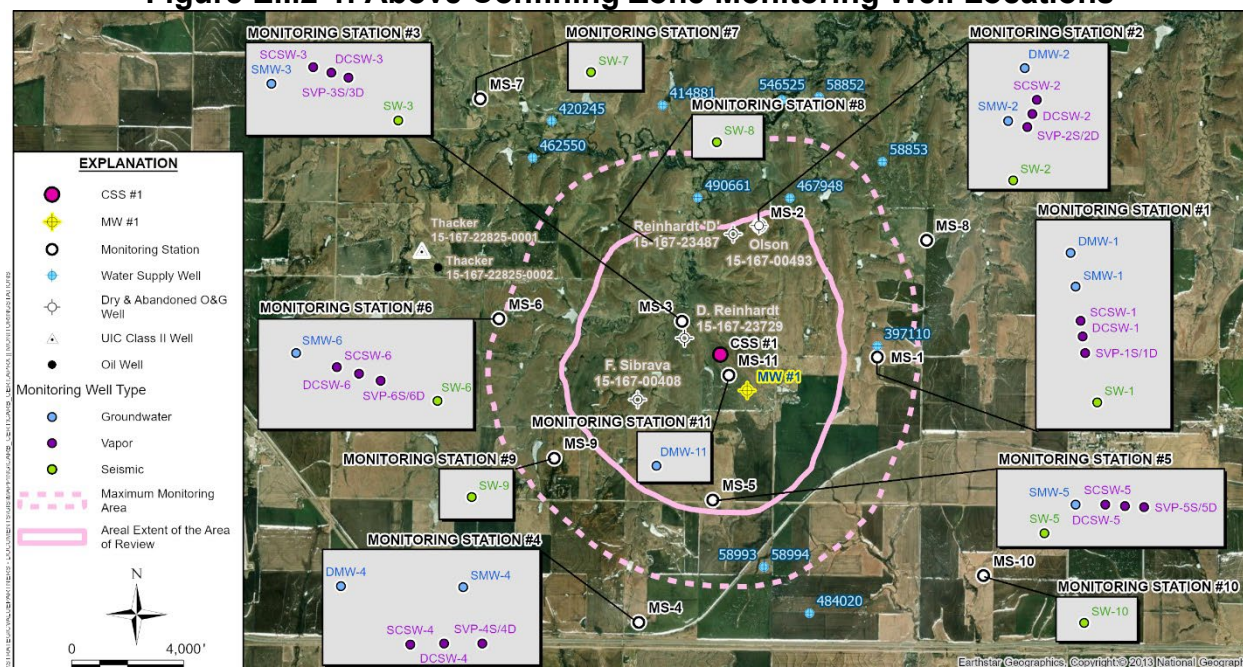 Figure E.ii.2-4. Above Confining Zone Monitoring Well Locations
MONITORING STATION #3
SCSW-3
DCSW-3
SMW-3
SVP-3S/3D
SW-3
MONITORING STATION #7
SW-7
MS-7
420245
462550
414881
546525
58852
MONITORING STATION #8
SW-8
58853
490661
467948
MONITORING STATION #2
DMW-2
SCSW-2
SMW-2
DCSW-2
SVP-2S/2D
SW-2
EXPLANATION
CSS #1
MW #1
Monitoring Station
Water Supply Well
Dry & Abandoned O&G
Well
UIC Class II Well
Oil Well
Monitoring Well Type
Groundwater
Vapor
Seismic
Maximum Monitoring
Area
Areal Extent of the Area
of Review
N
0
4,000'
Thacker
15-167-22825-0001
Thacker
15-167-22825-0002
Reinhardt 'D'
15-167-23487
MS-2
Olson
15-167-00493
MS-8
MONITORING STATION #1
DMW-1
SMW-1
SCSW-1
DCSW-1
SVP-1S/1D
SW-1
MONITORING STATION #6
SMW-6
SCSW-6
DCSW-6
SVP-6S/6D
SW-6
MS-6
MS-3
D. Reinhardt
15-167-23729
CSS #1
MS-11
MW #1
F. Sibrava
15-167-00408
397110
MS-1
MONITORING STATION #11
DMW-11
MS-9
MONITORING STATION #9
SW-9
MS-5
MONITORING STATION #5
SMW-5
SCSW-5
SVP-5S/5D
SW-5
DCSW-5
MONITORING STATION #4
DMW-4
SMW-4
SCSW-4
SVP-4S/4D
DCSW-4
MS-4
58993
58994
484020
MS-10
MONITORING STATION #10
SW-10
Earthstar Geographics, Copyright:© 2013 National Geograph